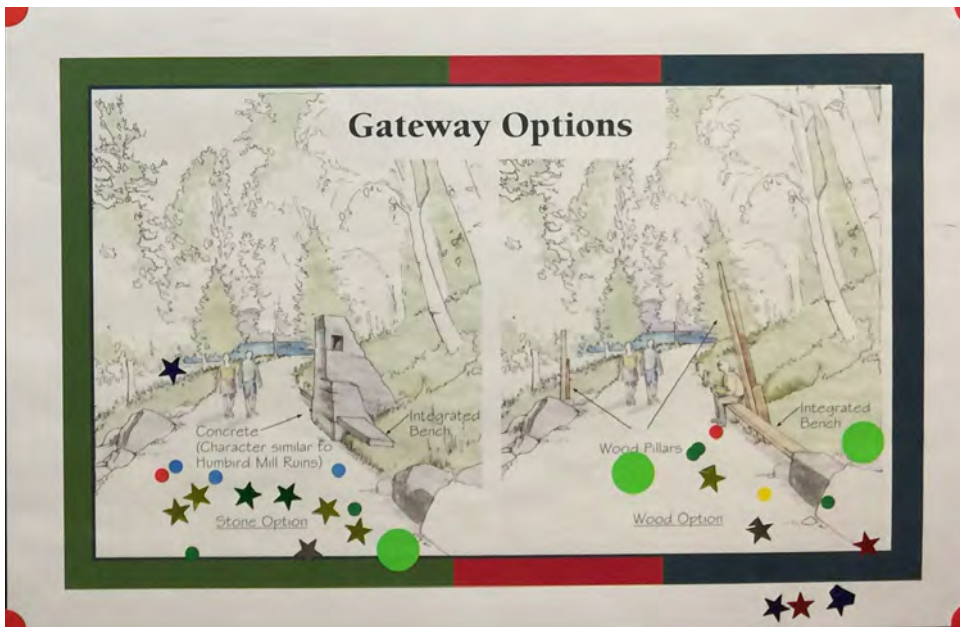 Gateway Options
Concrete
(Character similar to
Humbird Mill Ruins)
Integrated
Bench
Stone Option
Wood Pillars
Integrated
Bench
Wood Option